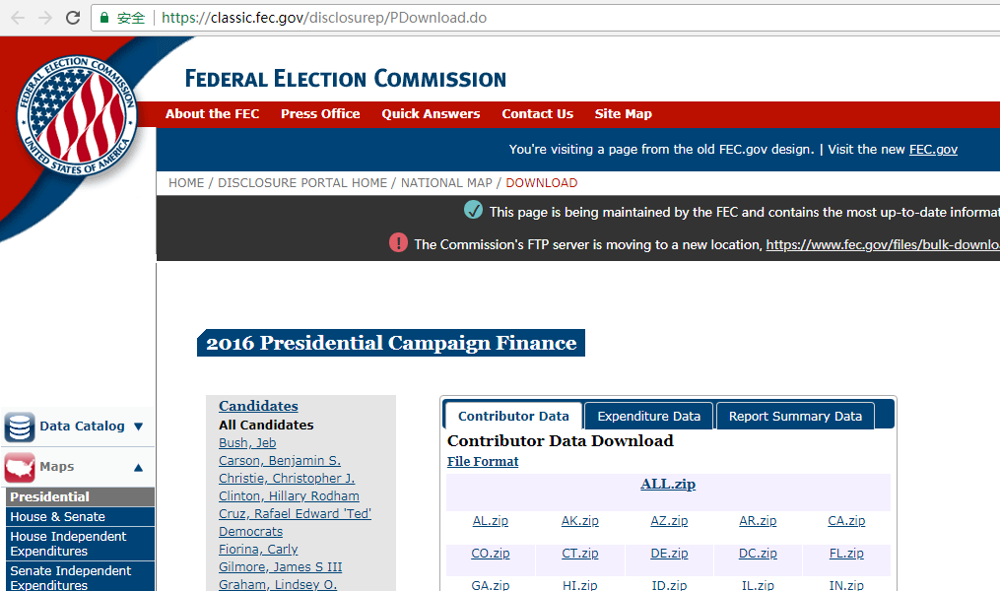 安全 https://classic.fec.gov/disclosurep/PDownload.do
FEDERAL ELECTION COMMISSION
UNITED STATES OF AMERICA
FEDERAL ELECTION COMMISSION
About the FEC Press Office Quick Answers Contact Us Site Map
You're visiting a page from the old FEC.gov design. | Visit the new FEC.gov
HOME / DISCLOSURE PORTAL HOME / NATIONAL MAP / DOWNLOAD
This page is being maintained by the FEC and contains the most up-to-date informat
The Commission's FTP server is moving to a new location, https://www.fec.gov/files/bulk-downlo
2016 Presidential Campaign Finance
Data Catalog
Maps
Presidential
House & Senate
House Independent
Expenditures
Senate Independent
Expenditures
Candidates
All Candidates
Bush, Jeb
Carson, Benjamin S.
Christie, Christopher J.
Clinton, Hillary Rodham
Cruz, Rafael Edward 'Ted'
Democrats
Fiorina, Carly
Gilmore, James S III
Graham, Lindsey O.
Contributor Data Expenditure Data Report Summary Data
Contributor Data Download
File Format
ALL.zip
AL.zip AK.zip AZ.zip AR.zip CA.zip
CO.zip CT.zip DE.zip DC.zip FL.zip
GA.zip HI.zip ID.zip IL.zip IN.zip